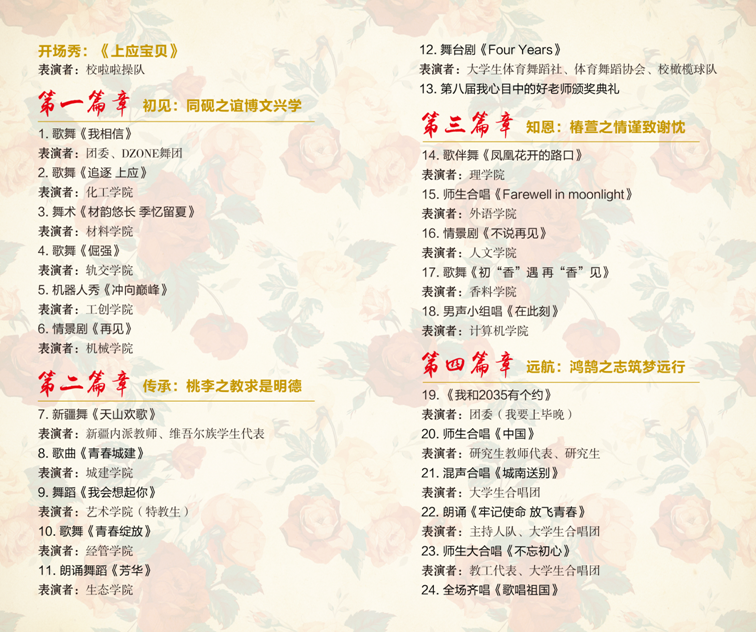 开场秀：《上应宝贝》
表演者：校啦啦操队
第一篇章 初见：同砚之谊博文兴学
1. 歌舞《我相信》
表演者：团委、DZONE舞团
2. 歌舞《追逐 上应》
表演者：化工学院
3. 舞术《材韵悠长 季忆留夏》
表演者：材料学院
4. 歌舞《倔强》
表演者：轨交学院
5. 机器人秀《冲向巅峰》
表演者：工创学院
6. 情景剧《再见》
表演者：机械学院
第二篇章 传承：桃李之教求是明德
7. 新疆舞《天山欢歌》
表演者：新疆内派教师、维吾尔族学生代表
8. 歌曲《青春城建》
表演者：城建学院
9. 舞蹈《我会想起你》
表演者：艺术学院（特教生）
10. 歌舞《青春绽放》
表演者：经管学院
11. 朗诵舞蹈《芳华》
表演者：生态学院
12. 舞台剧《Four Years》
表演者：大学生体育舞蹈社、体育舞蹈协会、校橄榄球队
13. 第八届我心目中的好老师颁奖典礼
第三篇章 知恩：椿萱之情谨致谢忱
14. 歌伴舞《凤凰花开的路口》
表演者：理学院
15. 师生合唱《Farewell in moonlight》
表演者：外语学院
16. 情景剧《不说再见》
表演者：人文学院
17. 歌舞《初“香”遇 再“香”见》
表演者：香料学院
18. 男声小组唱《在此刻》
表演者：计算机学院
第四篇章 远航：鸿鹄之志筑梦远行
19. 《我和2035有个约》
表演者：团委（我要上毕晚）
20. 师生合唱《中国》
表演者：研究生教师代表、研究生
21. 混声合唱《城南送别》
表演者：大学生合唱团
22. 朗诵《牢记使命 放飞青春》
表演者：主持人队、大学生合唱团
23. 师生大合唱《不忘初心》
表演者：教工代表、大学生合唱团
24. 全场齐唱《歌唱祖国》